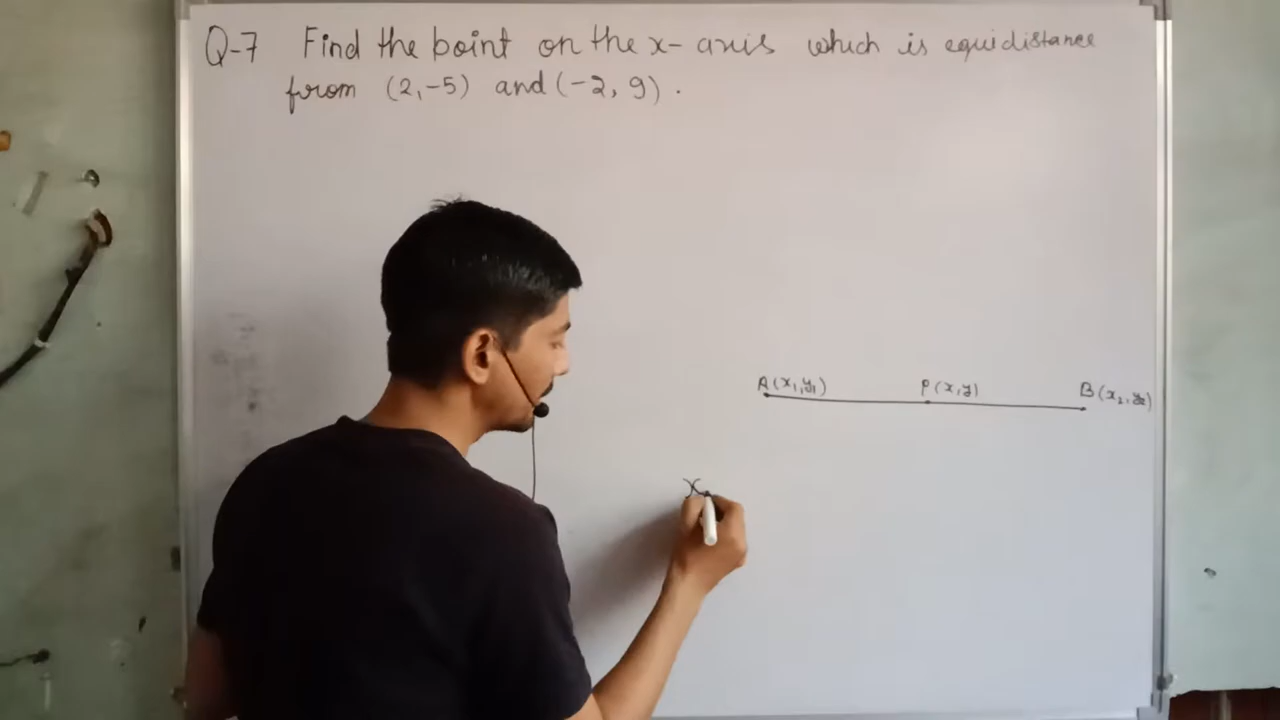 Q-7 Find the point on the x-axis which is equidistance
from (2,-5) and (-2, 9).
A(x₁,y₁) P(x,y) B(x₂,y₂)
x